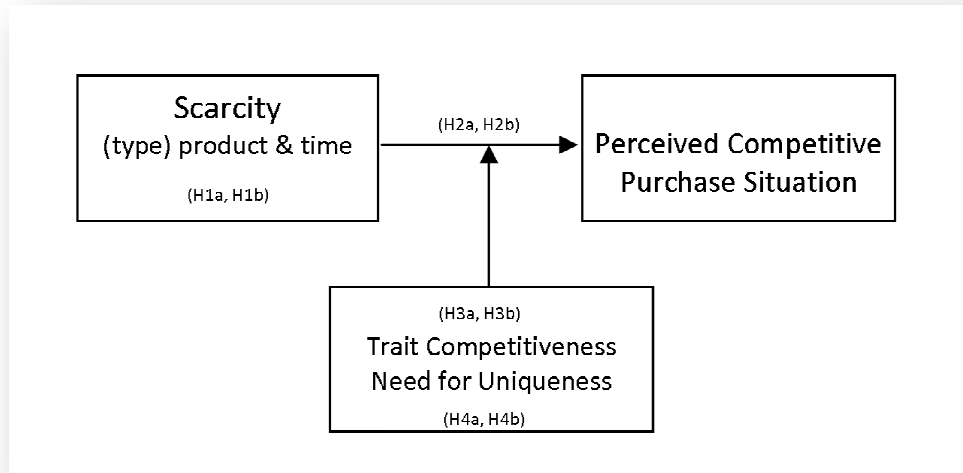 Scarcity
(type) product & time
(H1a, H1b)
(H2a, H2b)
Perceived Competitive
Purchase Situation
(H3a, H3b)
Trait Competitiveness
Need for Uniqueness
(H4a, H4b)